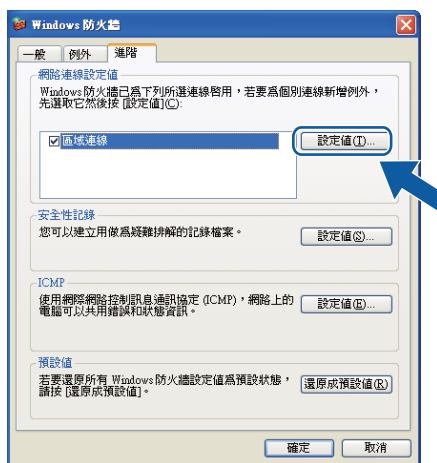 Windows 防火牆
一般
例外
進階
網路連線設定值
Windows 防火牆已爲下列所選連線啓用，若要爲個別連線新增例外，
先選取它然後按 [設定值](C):
區域連線
設定值(T)...
安全性記錄
您可以建立用做爲疑難排解的記錄檔案。
設定值(S)...
ICMP
使用網際網路控制訊息通訊協定 (ICMP)，網路上的
電腦可以共用錯誤和狀態資訊。
設定值(E)...
預設值
若要還原所有 Windows 防火牆設定值爲預設狀態，
請按 [還原成預設值]。
還原成預設值(R)
確定
取消